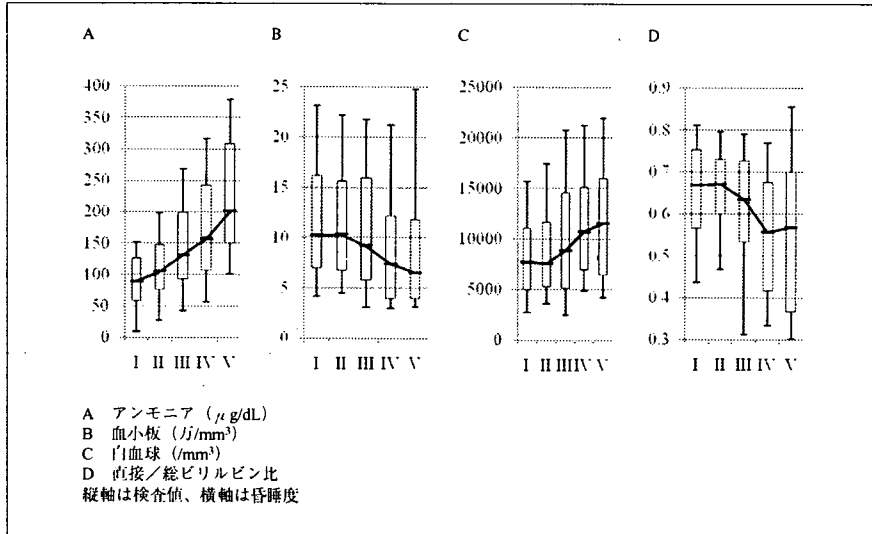 A B C D
400 25 25000 0.9
350
300 20 20000 0.8
250 15 15000 0.7
200
150 10 10000 0.6
100 5 5000 0.5
50 0.4
0 0 0 0.3
I II III IV V I II III IV V I II III IV V I II III IV V
A アンモニア（μg/dL）
B 血小板（万/mm³）
C 白血球（/mm³）
D 直接／総ビリルビン比
縦軸は検査値、横軸は昏睡度